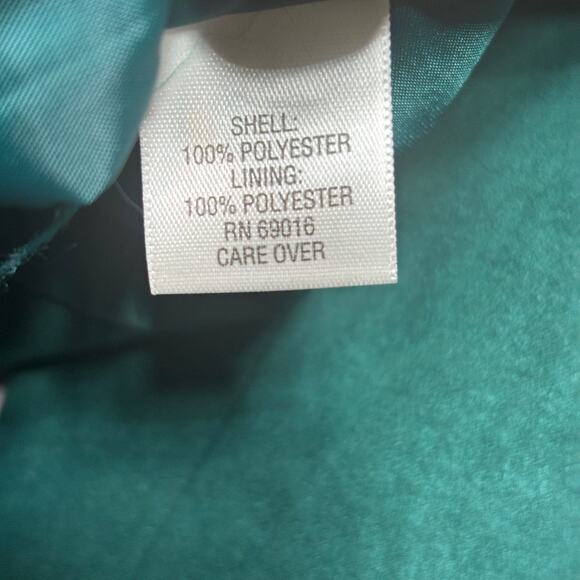 SHELL:
100% POLYESTER
LINING:
100% POLYESTER
RN 69016
CARE OVER